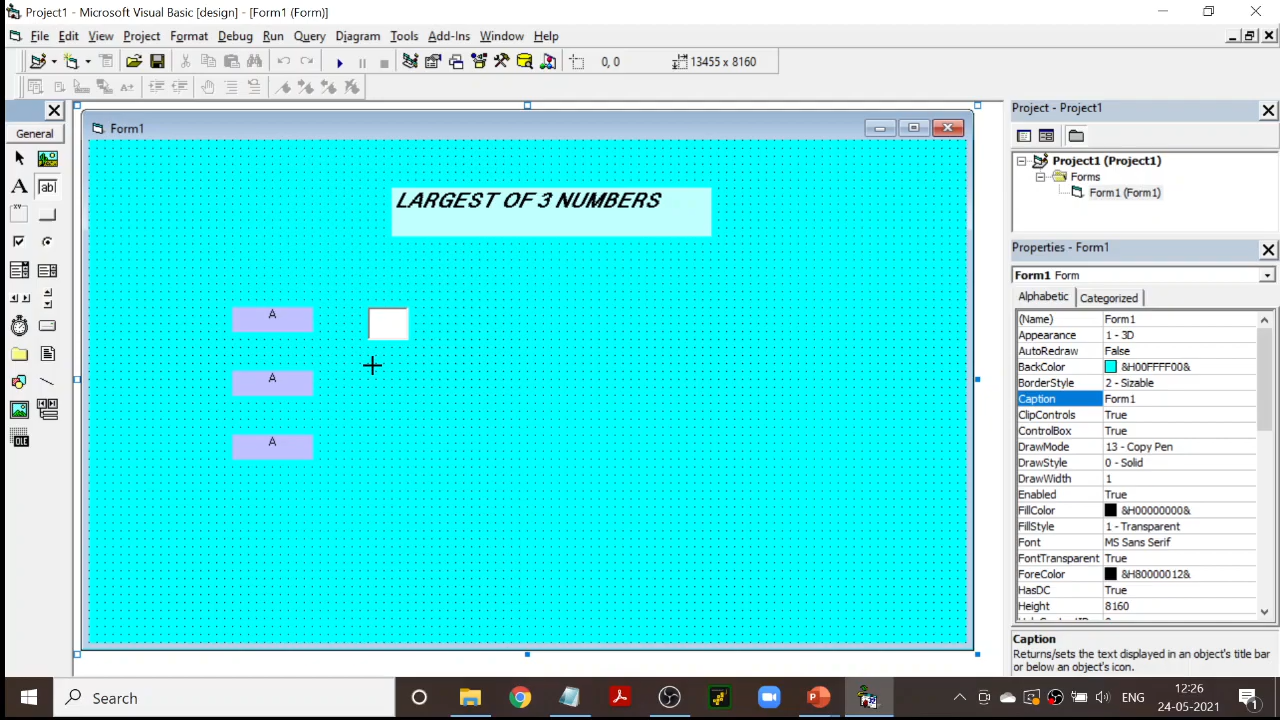 Project1 - Microsoft Visual Basic [design] - [Form1 (Form)]
File Edit View Project Format Debug Run Query Diagram Tools Add-Ins Window Help
0, 0 13455 x 8160
General
Form1
LARGEST OF 3 NUMBERS
A
A
A
A
ab|
XY
OLE
Project - Project1
Project1 (Project1)
Forms
Form1 (Form1)
Properties - Form1
Form1 Form
Alphabetic Categorized
(Name) Form1
Appearance 1 - 3D
AutoRedraw False
BackColor &H00FFFF00&
BorderStyle 2 - Sizable
Caption Form1
ClipControls True
ControlBox True
DrawMode 13 - Copy Pen
DrawStyle 0 - Solid
DrawWidth 1
Enabled True
FillColor &H00000000&
FillStyle 1 - Transparent
Font MS Sans Serif
FontTransparent True
ForeColor &H80000012&
HasDC True
Height 8160
Caption
Returns/sets the text displayed in an object's title bar
or below an object's icon.
Search
ENG
12:26
24-05-2021
1